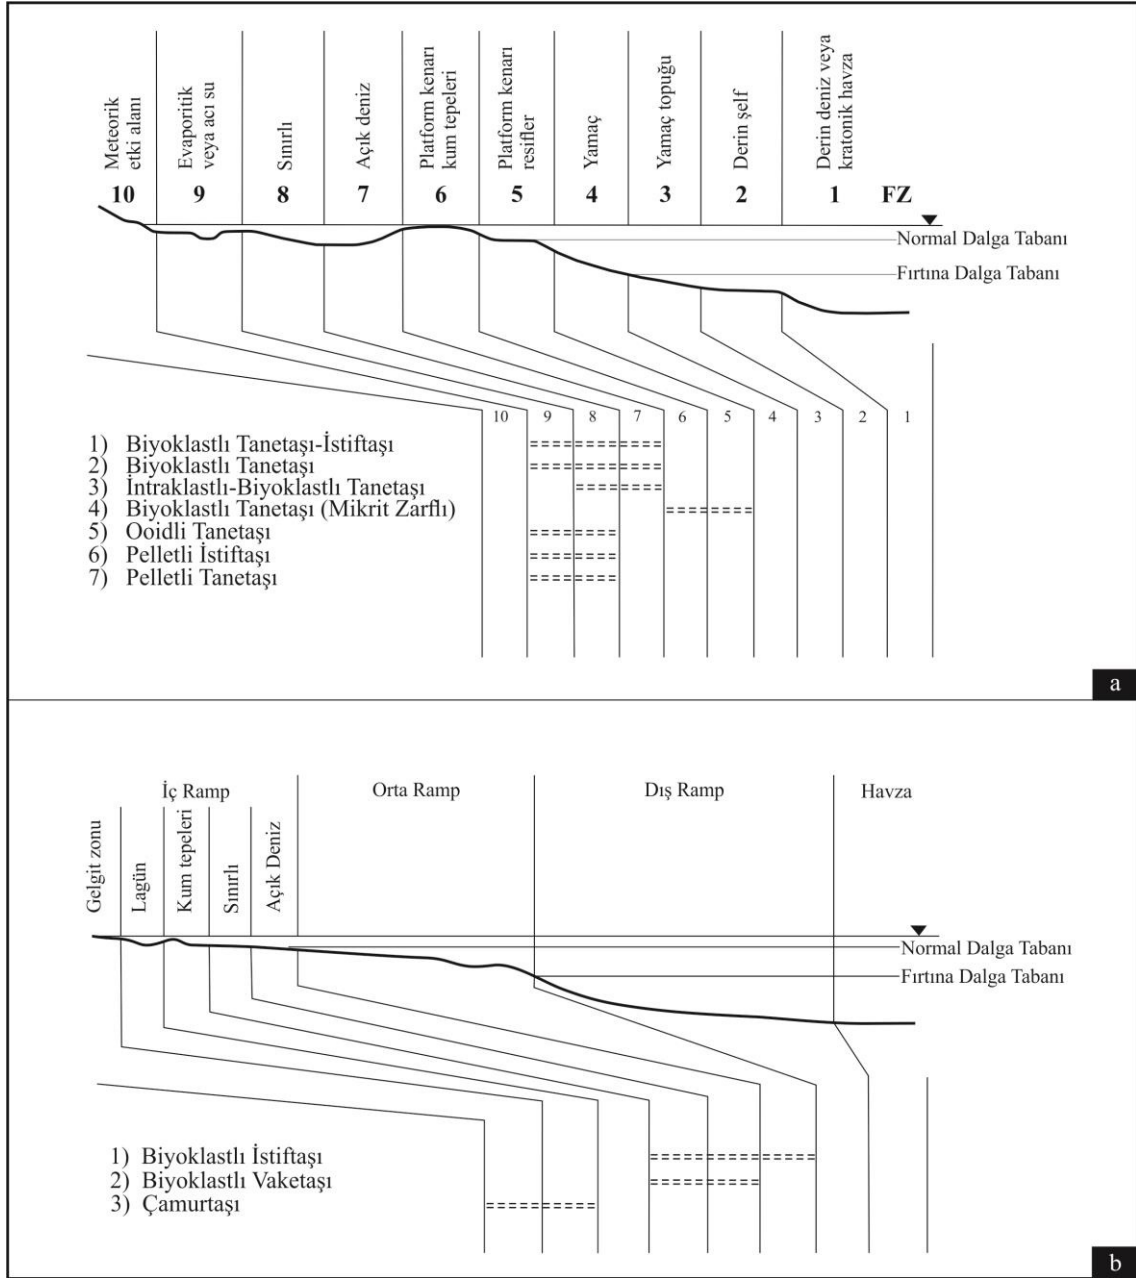 Meteorik
etki alanı
10
Evaporitik
veya acı su
9
Sınırlı
8
Açık deniz
7
Platform kenarı
kum tepeleri
6
Platform kenarı
resifler
5
Yamaç
4
Yamaç topuğu
3
Derin şelf
2
Derin deniz veya
kratonik havza
1
FZ
Normal Dalga Tabanı
Fırtına Dalga Tabanı
10 9 8 7 6 5 4 3 2 1
1) Biyoklastlı Tanetaşı-İstiftaşı
2) Biyoklastlı Tanetaşı
3) İntraklastlı-Biyoklastlı Tanetaşı
4) Biyoklastlı Tanetaşı (Mikrit Zarflı)
5) Ooidli Tanetaşı
6) Pelletli İstiftaşı
7) Pelletli Tanetaşı
a
İç Ramp
Orta Ramp
Dış Ramp
Havza
Gelgit zonu
Lagün
Kum tepeleri
Sınırlı
Açık Deniz
Normal Dalga Tabanı
Fırtına Dalga Tabanı
1) Biyoklastlı İstiftaşı
2) Biyoklastlı Vaketaşı
3) Çamurtaşı
b